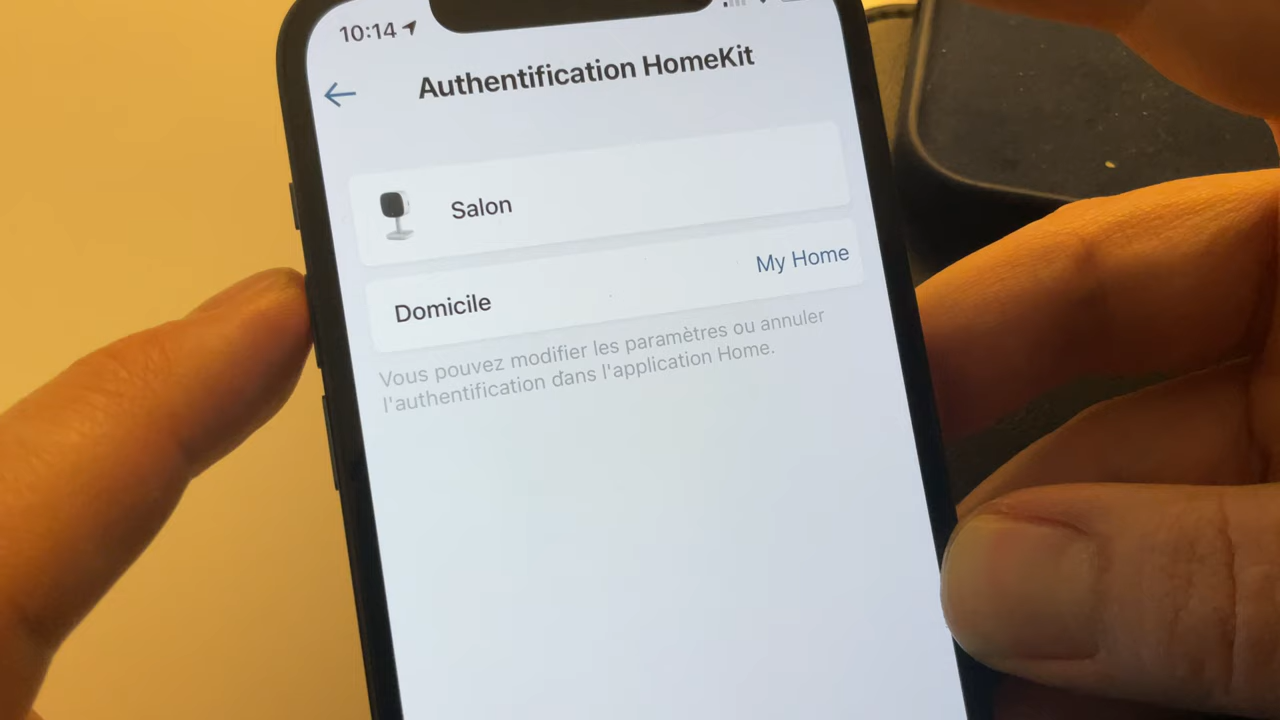 10:14
Authentification HomeKit
Salon
Domicile My Home
Vous pouvez modifier les paramètres ou annuler
l'authentification dans l'application Home.